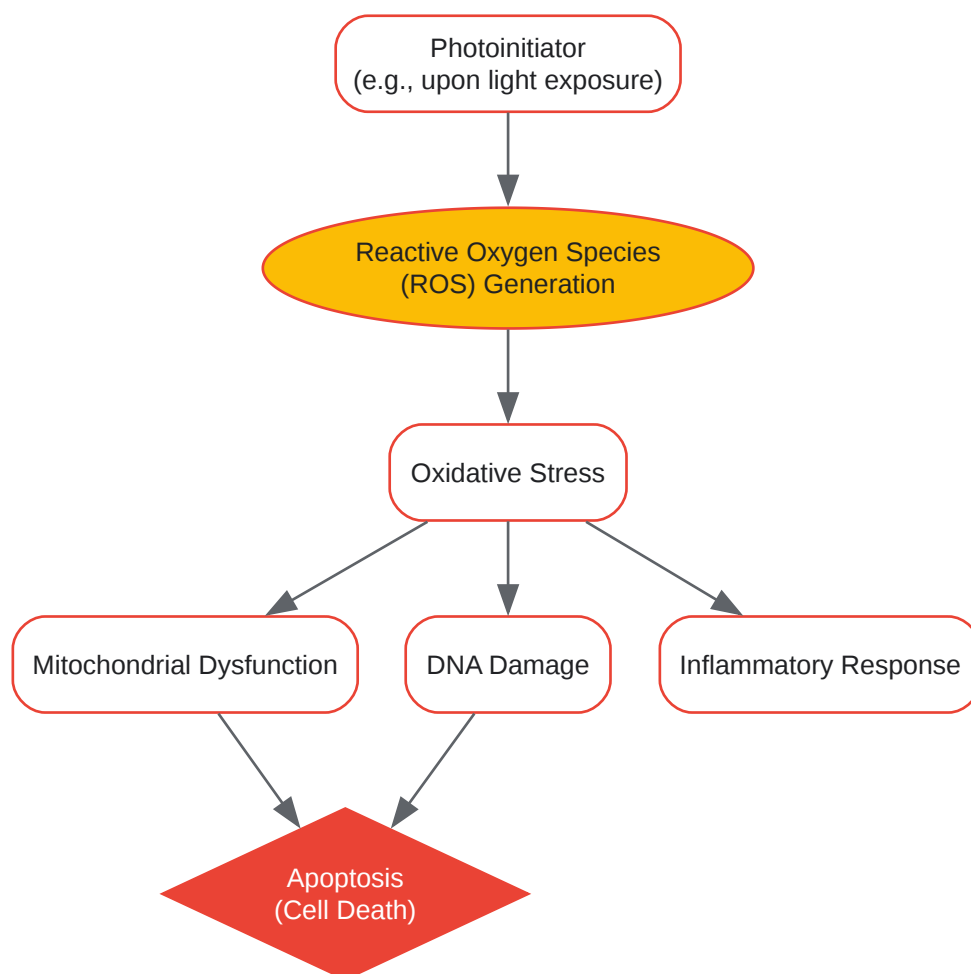 Photoinitiator
(e.g., upon light exposure)
Reactive Oxygen Species
(ROS) Generation
Oxidative Stress
Mitochondrial Dysfunction
DNA Damage
Inflammatory Response
Apoptosis
(Cell Death)